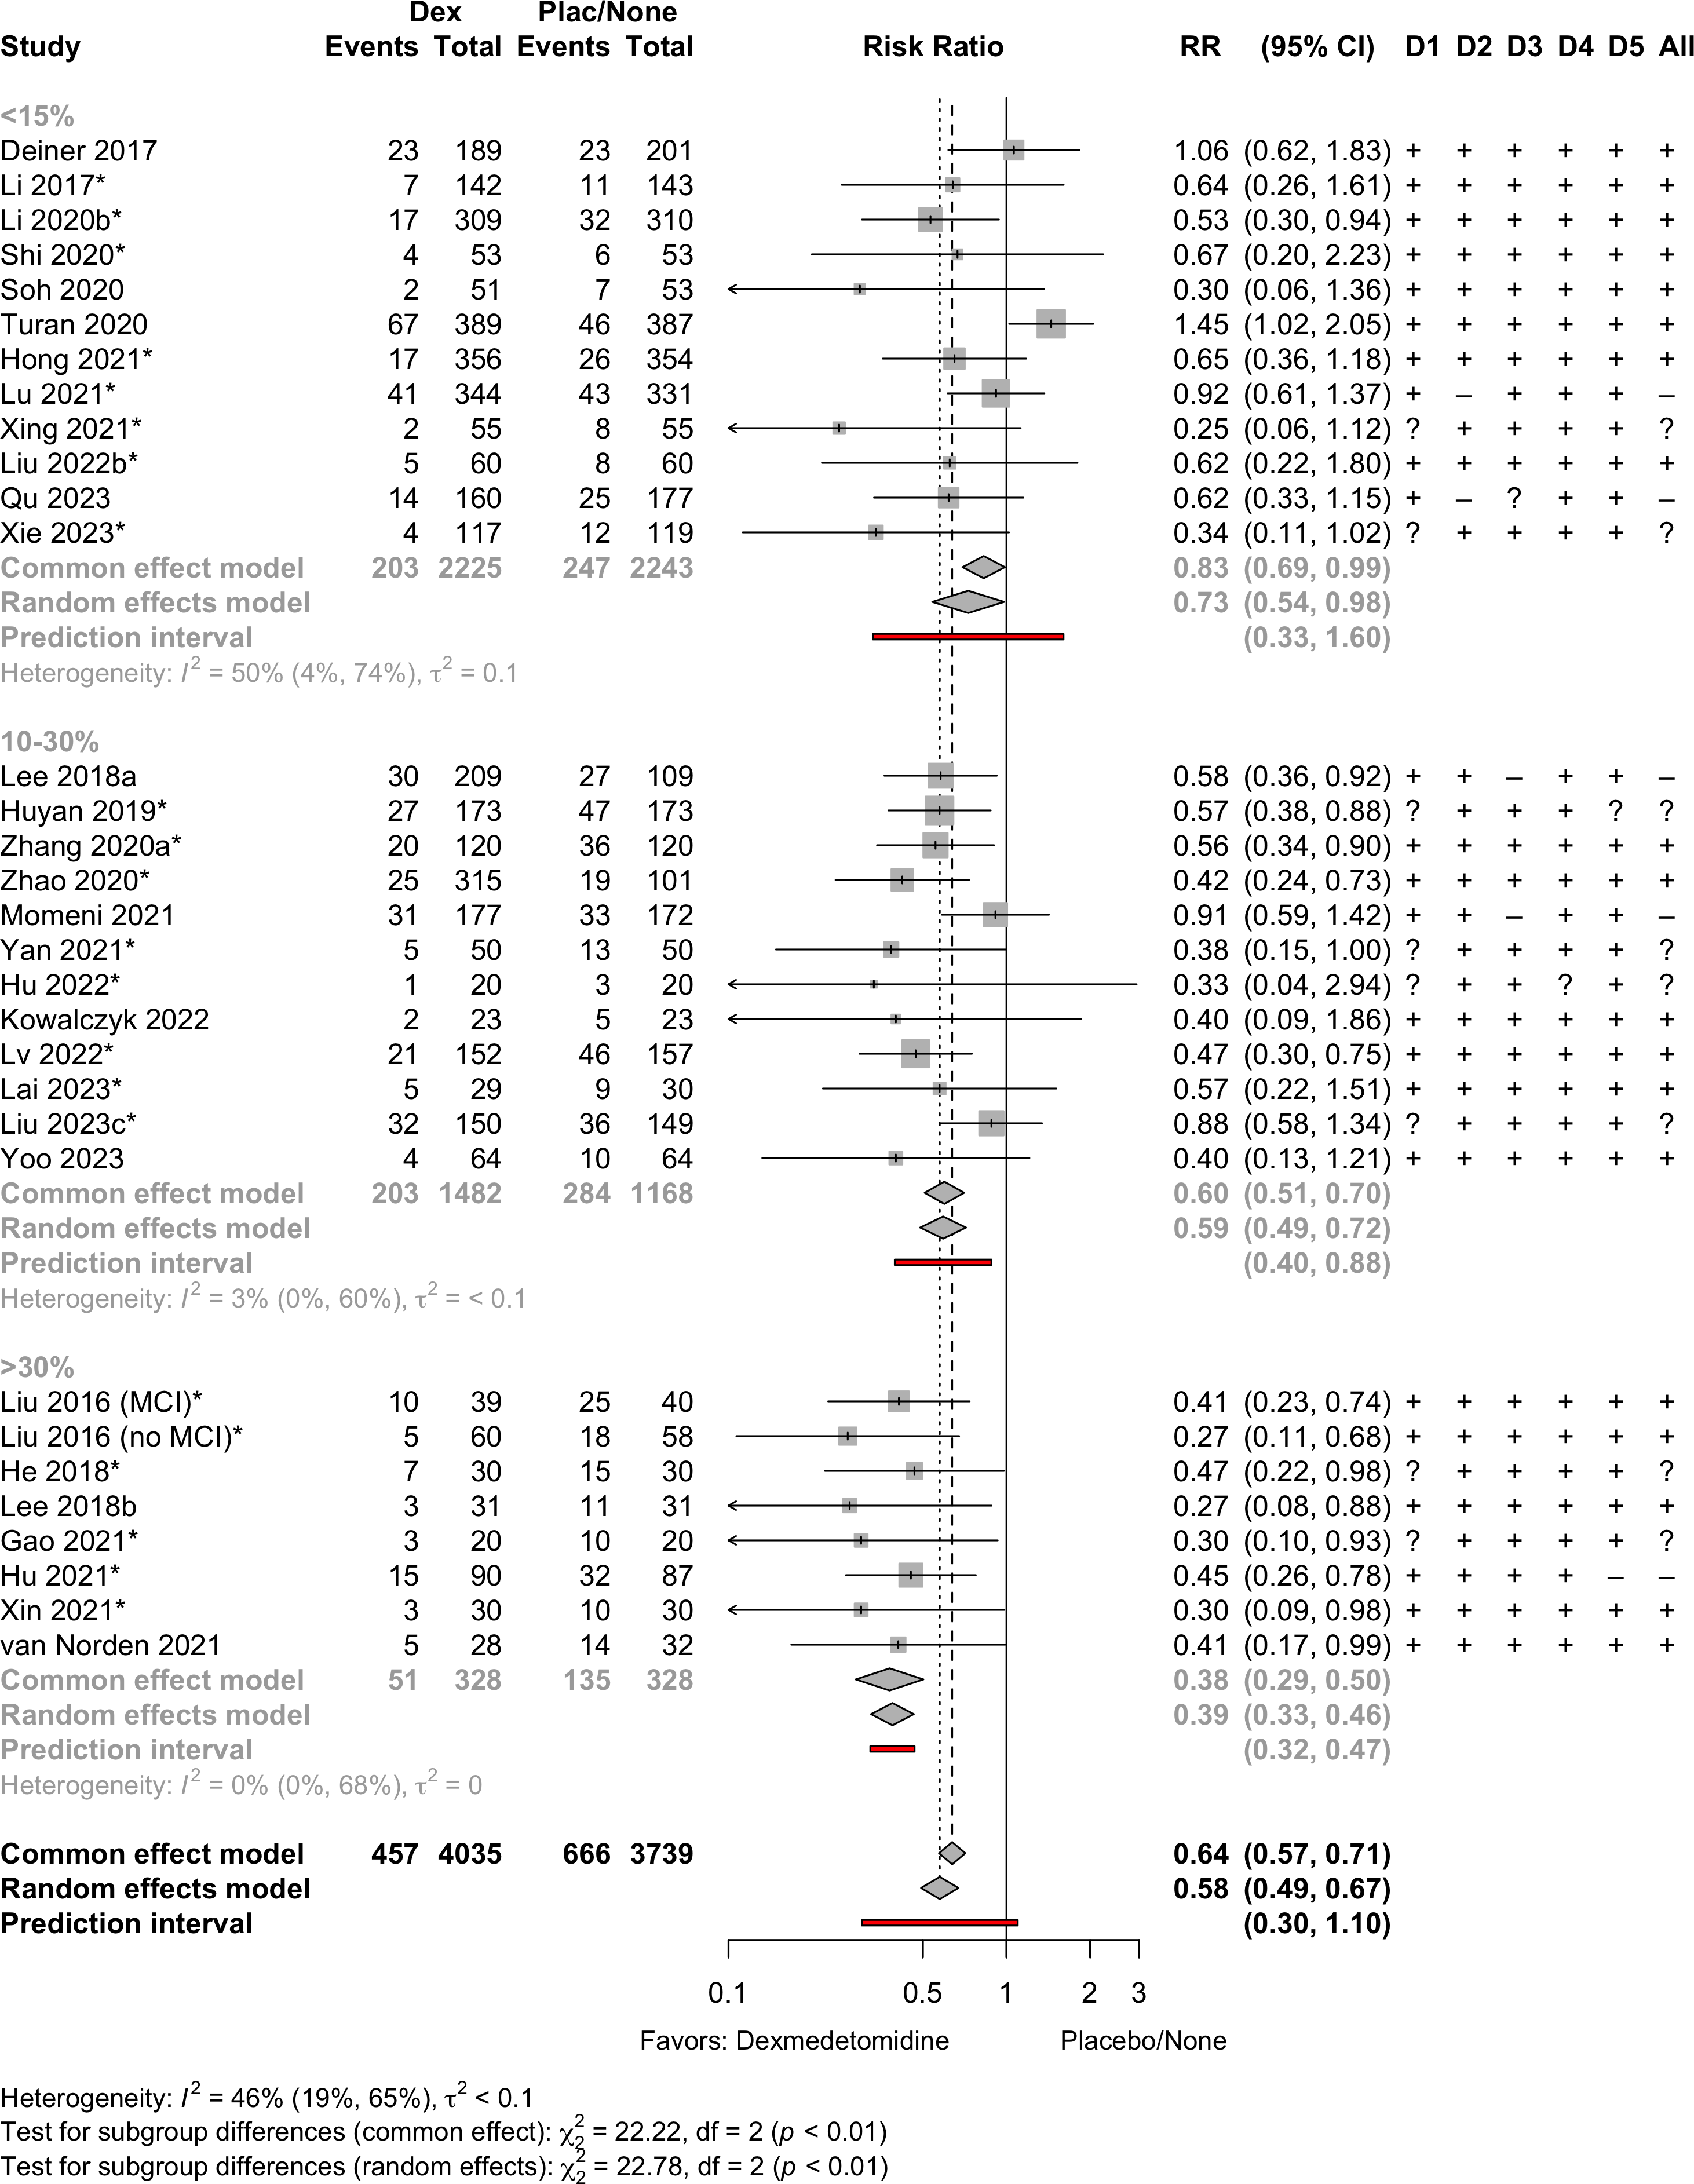 Dex Plac/None
Study Events Total Events Total Risk Ratio RR (95% CI) D1 D2 D3 D4 D5 All
<15%
Deiner 2017 23 189 23 201 1.06 (0.62, 1.83) + + + + + +
Li 2017* 7 142 11 143 0.64 (0.26, 1.61) + + + + + +
Li 2020b* 17 309 32 310 0.53 (0.30, 0.94) + + + + + +
Shi 2020* 4 53 6 53 0.67 (0.20, 2.23) + + + + + +
Soh 2020 2 51 7 53 0.30 (0.06, 1.36) + + + + + +
Turan 2020 67 389 46 387 1.45 (1.02, 2.05) + + + + + +
Hong 2021* 17 356 26 354 0.65 (0.36, 1.18) + + + + + +
Lu 2021* 41 344 43 331 0.92 (0.61, 1.37) + – + + + –
Xing 2021* 2 55 8 55 0.25 (0.06, 1.12) ? + + + + ?
Liu 2022b* 5 60 8 60 0.62 (0.22, 1.80) + + + + + +
Qu 2023 14 160 25 177 0.62 (0.33, 1.15) + – ? + + –
Xie 2023* 4 117 12 119 0.34 (0.11, 1.02) ? + + + + ?
Common effect model 203 2225 247 2243 0.83 (0.69, 0.99)
Random effects model 0.73 (0.54, 0.98)
Prediction interval (0.33, 1.60)
Heterogeneity: I² = 50% (4%, 74%), τ² = 0.1
10-30%
Lee 2018a 30 209 27 109 0.58 (0.36, 0.92) + + – + + –
Huyan 2019* 27 173 47 173 0.57 (0.38, 0.88) ? + + + ? ?
Zhang 2020a* 20 120 36 120 0.56 (0.34, 0.90) + + + + + +
Zhao 2020* 25 315 19 101 0.42 (0.24, 0.73) + + + + + +
Momeni 2021 31 177 33 172 0.91 (0.59, 1.42) + + – + + –
Yan 2021* 5 50 13 50 0.38 (0.15, 1.00) ? + + + + ?
Hu 2022* 1 20 3 20 0.33 (0.04, 2.94) ? + + ? + ?
Kowalczyk 2022 2 23 5 23 0.40 (0.09, 1.86) + + + + + +
Lv 2022* 21 152 46 157 0.47 (0.30, 0.75) + + + + + +
Lai 2023* 5 29 9 30 0.57 (0.22, 1.51) + + + + + +
Liu 2023c* 32 150 36 149 0.88 (0.58, 1.34) ? + + + + ?
Yoo 2023 4 64 10 64 0.40 (0.13, 1.21) + + + + + +
Common effect model 203 1482 284 1168 0.60 (0.51, 0.70)
Random effects model 0.59 (0.49, 0.72)
Prediction interval (0.40, 0.88)
Heterogeneity: I² = 3% (0%, 60%), τ² = < 0.1
>30%
Liu 2016 (MCI)* 10 39 25 40 0.41 (0.23, 0.74) + + + + + +
Liu 2016 (no MCI)* 5 60 18 58 0.27 (0.11, 0.68) + + + + + +
He 2018* 7 30 15 30 0.47 (0.22, 0.98) ? + + + + ?
Lee 2018b 3 31 11 31 0.27 (0.08, 0.88) + + + + + +
Gao 2021* 3 20 10 20 0.30 (0.10, 0.93) ? + + + + ?
Hu 2021* 15 90 32 87 0.45 (0.26, 0.78) + + + + – –
Xin 2021* 3 30 10 30 0.30 (0.09, 0.98) + + + + + +
van Norden 2021 5 28 14 32 0.41 (0.17, 0.99) + + + + + +
Common effect model 51 328 135 328 0.38 (0.29, 0.50)
Random effects model 0.39 (0.33, 0.46)
Prediction interval (0.32, 0.47)
Heterogeneity: I² = 0% (0%, 68%), τ² = 0
Common effect model 457 4035 666 3739 0.64 (0.57, 0.71)
Random effects model 0.58 (0.49, 0.67)
Prediction interval (0.30, 1.10)
0.1 0.5 1 2 3
Favors: Dexmedetomidine Placebo/None
Heterogeneity: I² = 46% (19%, 65%), τ² < 0.1
Test for subgroup differences (common effect): χ²₂ = 22.22, df = 2 (p < 0.01)
Test for subgroup differences (random effects): χ²₂ = 22.78, df = 2 (p < 0.01)